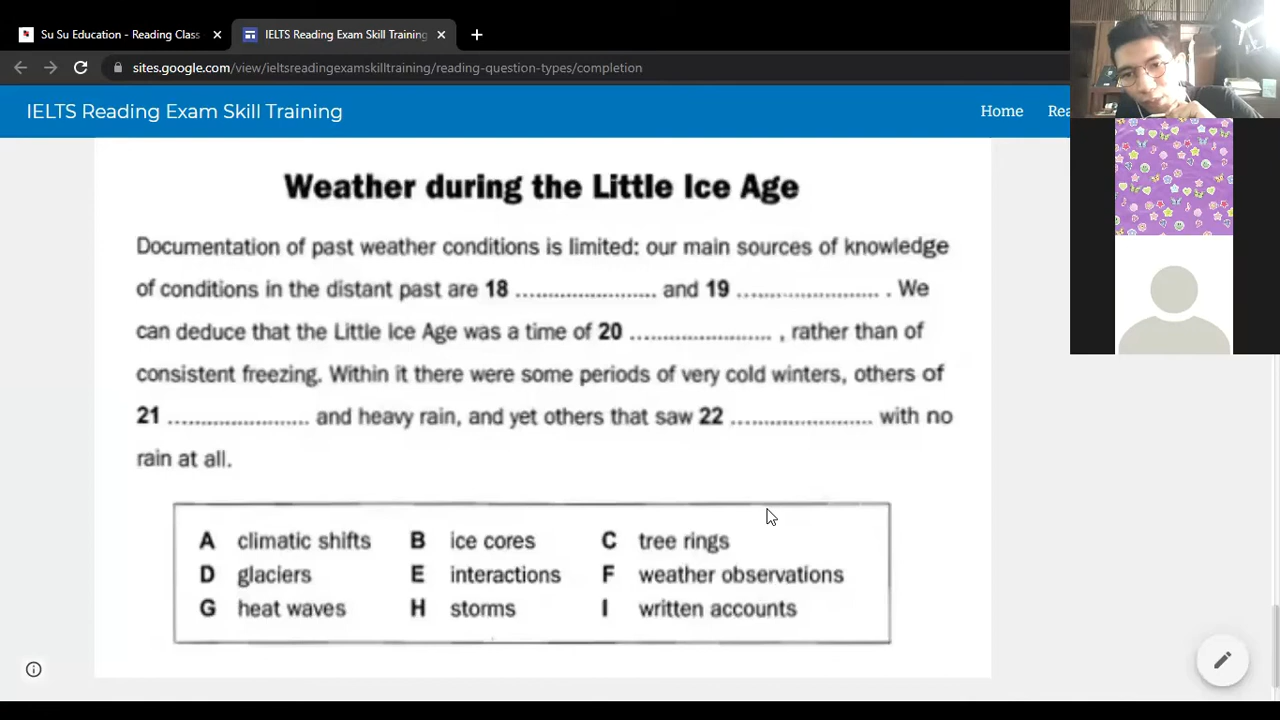 Su Su Education - Reading Class
IELTS Reading Exam Skill Training
sites.google.com/view/ieltsreadingexamskilltraining/reading-question-types/completion
IELTS Reading Exam Skill Training
Home Rea
Weather during the Little Ice Age
Documentation of past weather conditions is limited: our main sources of knowledge
of conditions in the distant past are 18 ........................ and 19 ........................ . We
can deduce that the Little Ice Age was a time of 20 ........................ , rather than of
consistent freezing. Within it there were some periods of very cold winters, others of
21 ........................ and heavy rain, and yet others that saw 22 ........................ with no
rain at all.
A climatic shifts B ice cores C tree rings
D glaciers E interactions F weather observations
G heat waves H storms I written accounts